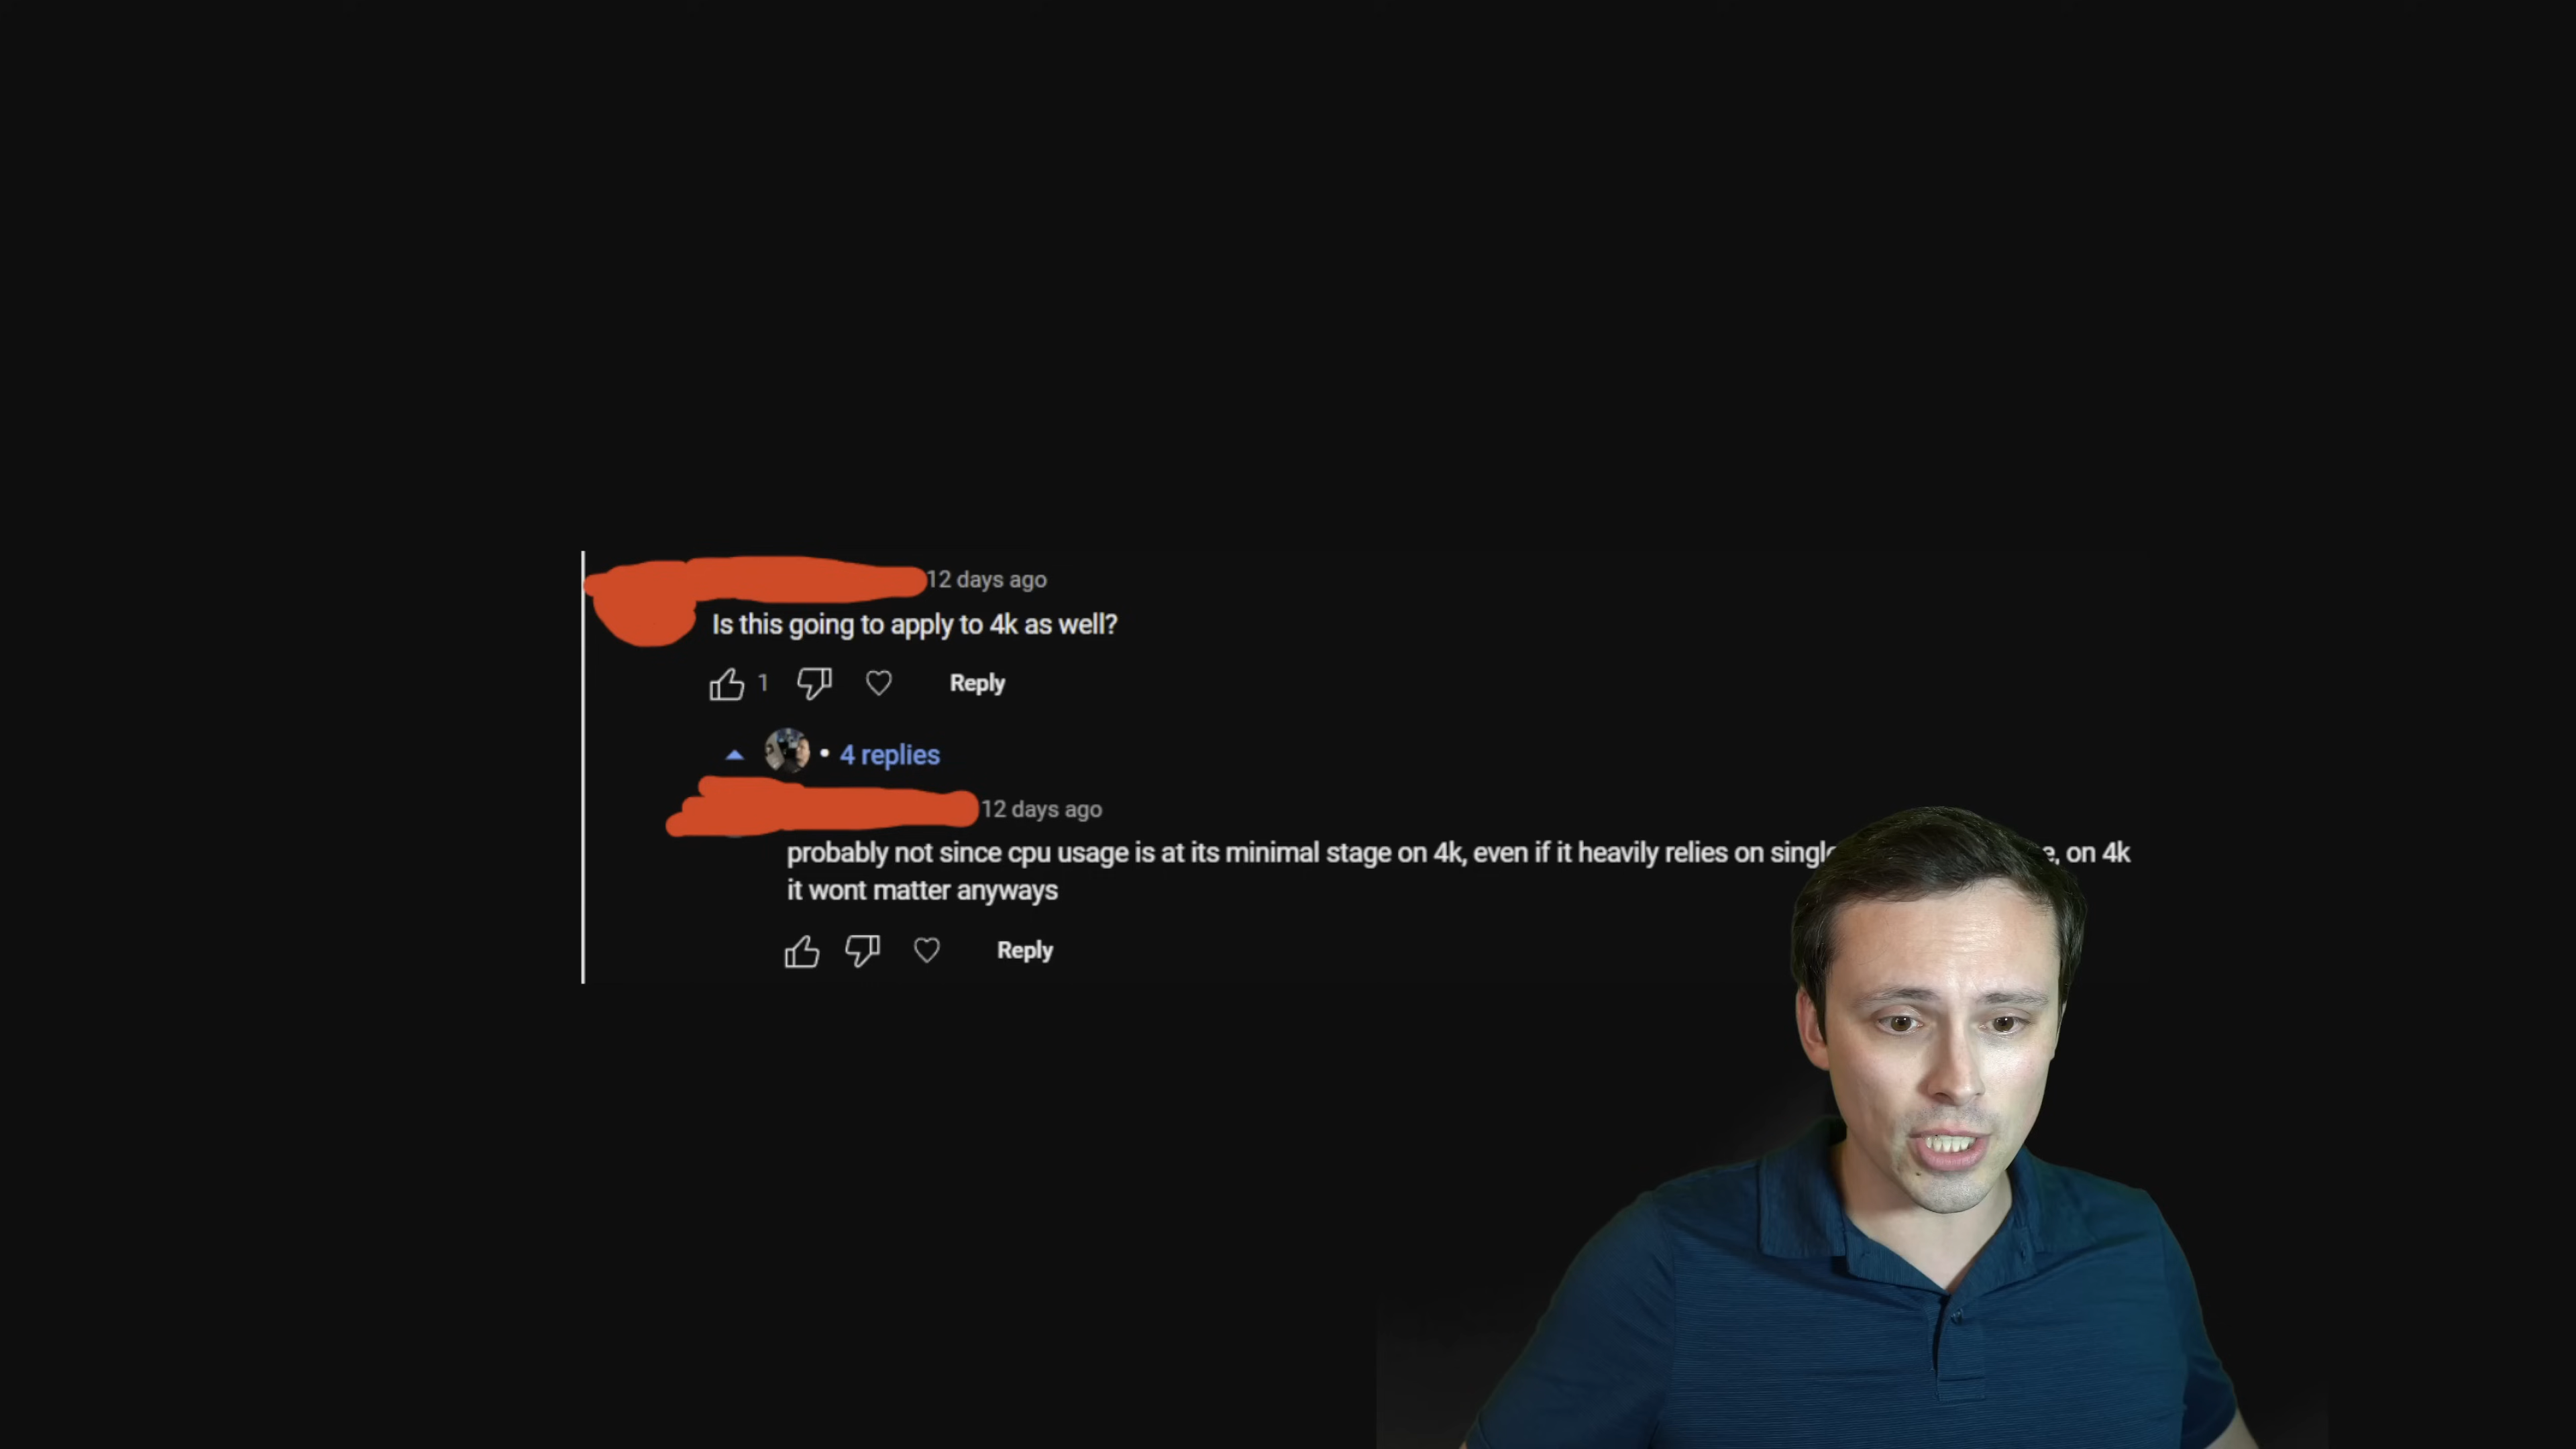 12 days ago
Is this going to apply to 4k as well?
1
Reply
• 4 replies
12 days ago
probably not since cpu usage is at its minimal stage on 4k, even if it heavily relies on on 4k
it wont matter anyways
Reply